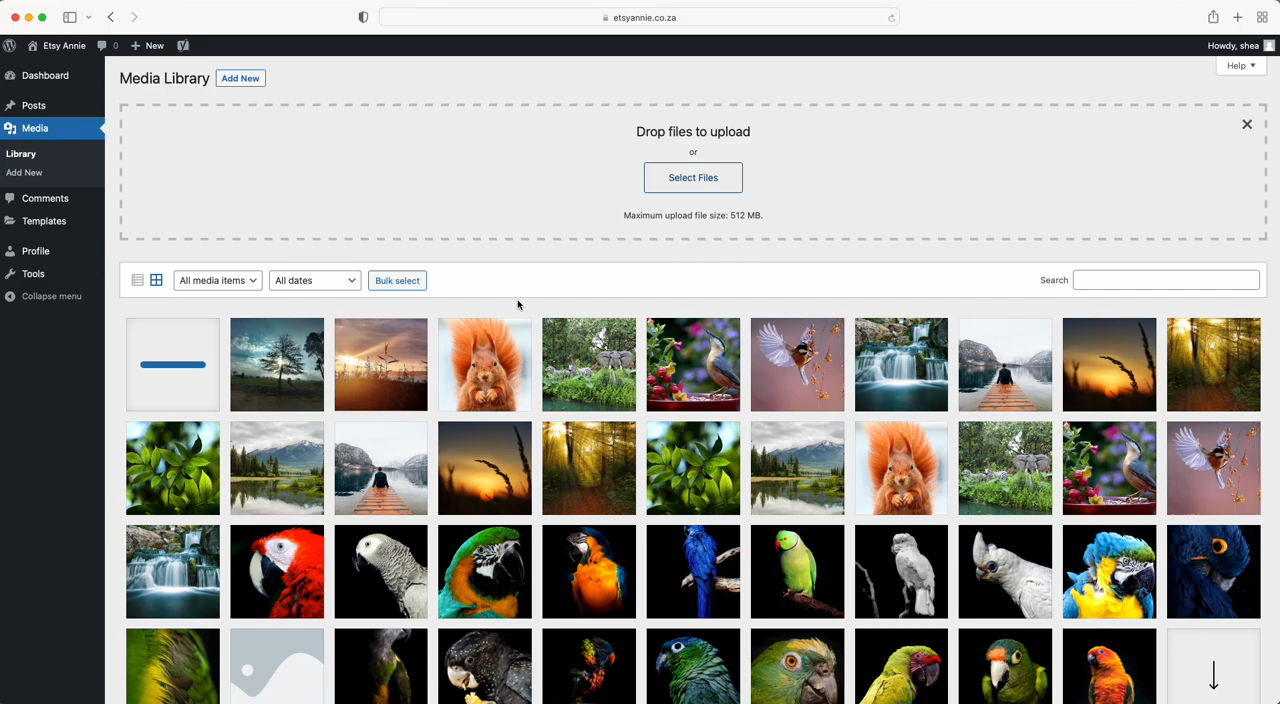 etsyannie.co.za
Etsy Annie 0 New Howdy, shea
Help
Dashboard
Posts
Media
Library
Add New
Comments
Templates
Profile
Tools
Collapse menu
Media Library Add New
Drop files to upload
or
Select Files
Maximum upload file size: 512 MB.
All media items All dates Bulk select Search